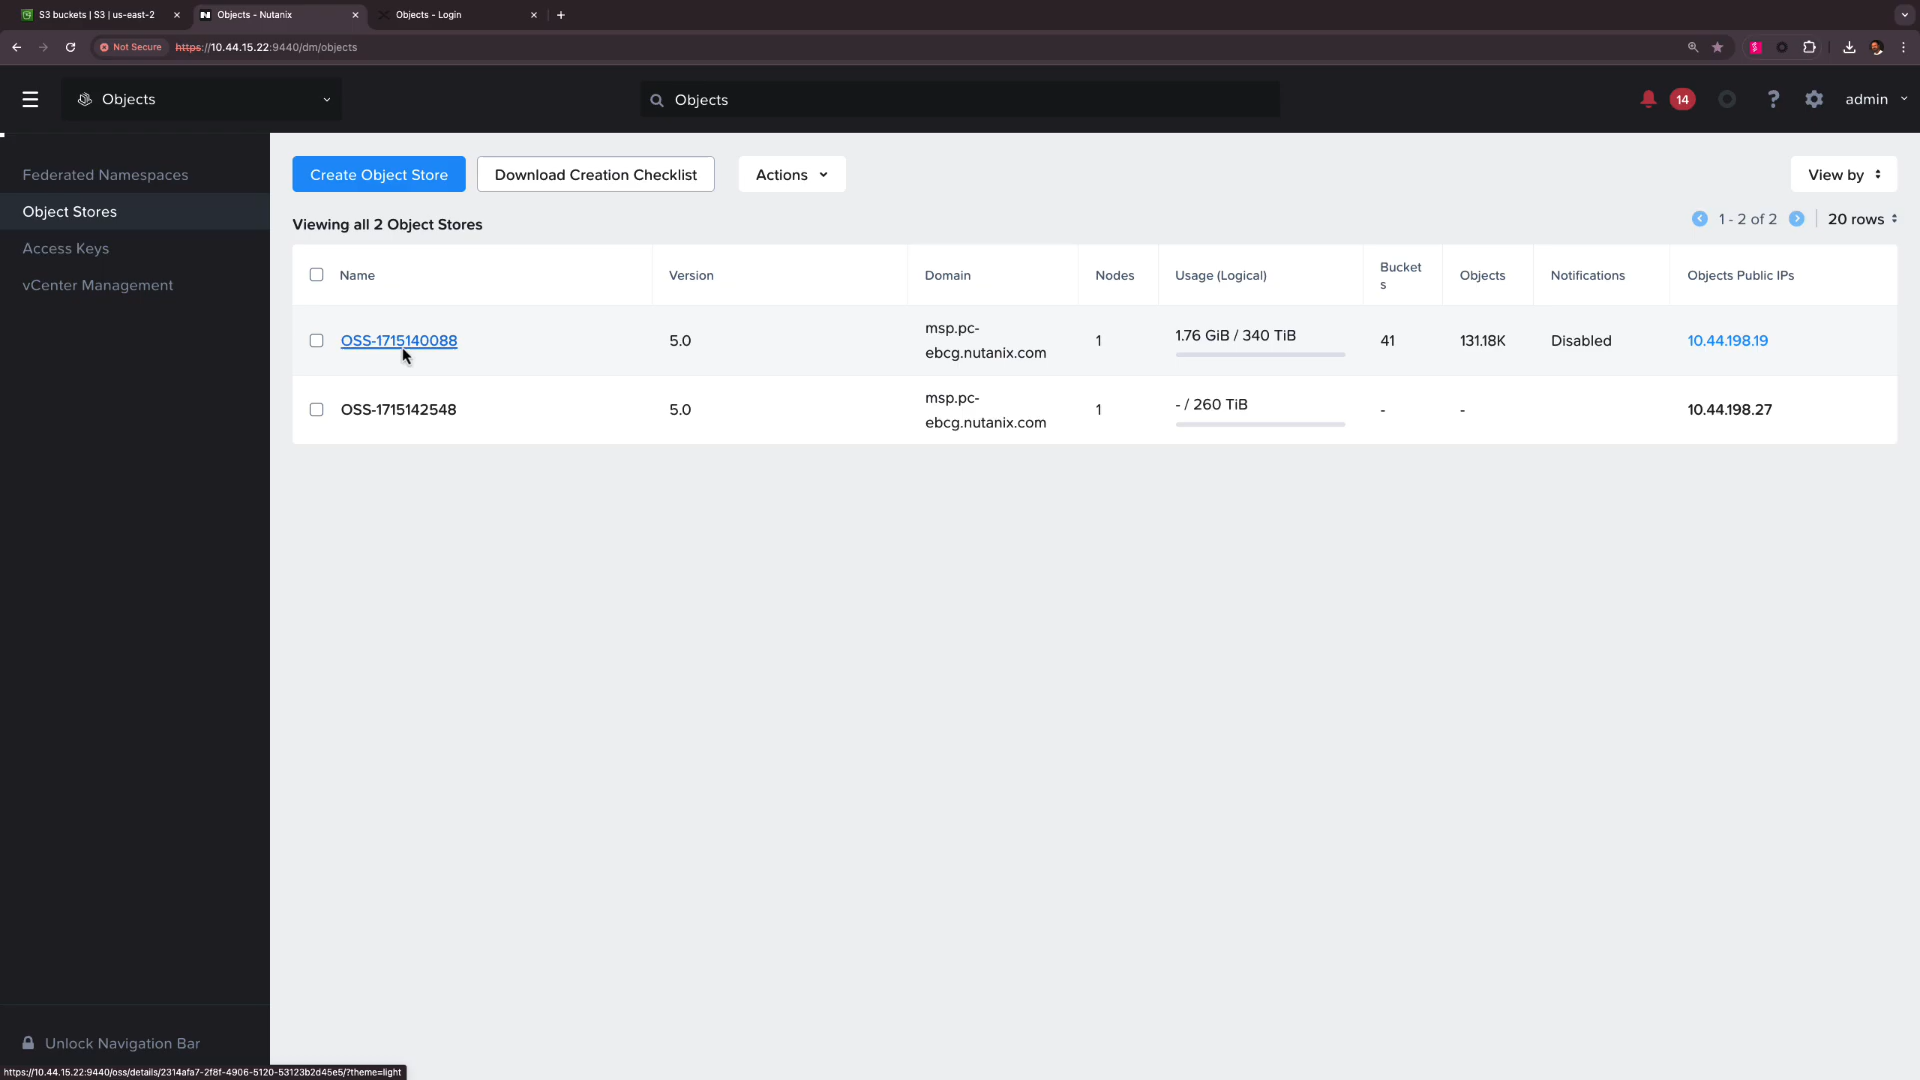 S3 buckets | S3 | us-east-2
Objects - Nutanix
Objects - Login
Not Secure
https://10.44.15.22:9440/dm/objects
Objects
Objects
14
admin
Federated Namespaces
Object Stores
Access Keys
vCenter Management
Create Object Store
Download Creation Checklist
Actions
View by
Viewing all 2 Object Stores
1 - 2 of 2
20 rows
Name
Version
Domain
Nodes
Usage (Logical)
Bucket
s
Objects
Notifications
Objects Public IPs
OSS-1715140088
5.0
msp.pc-
ebcg.nutanix.com
1
1.76 GiB / 340 TiB
41
131.18K
Disabled
10.44.198.19
OSS-1715142548
5.0
msp.pc-
ebcg.nutanix.com
1
- / 260 TiB
-
-
10.44.198.27
Unlock Navigation Bar
https://10.44.15.22:9440/oss/details/2314afa7-2f8f-4906-5120-53123b2d45e5/?theme=light